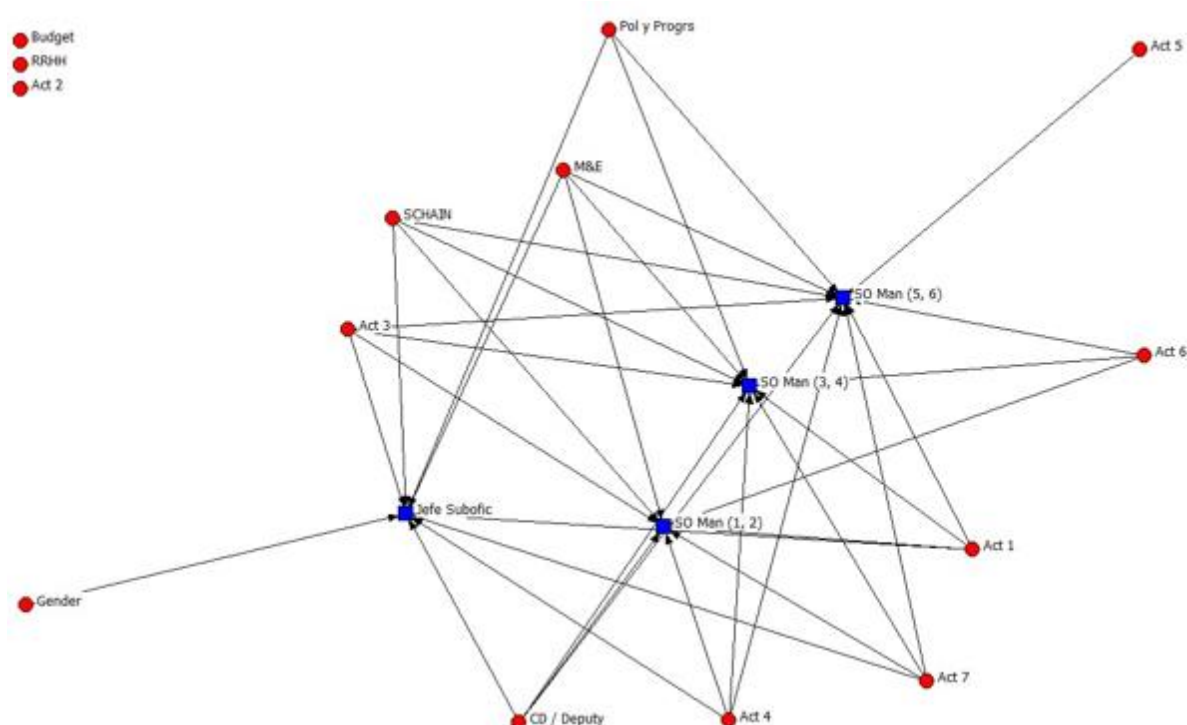 Budget
RRHH
Act 2
Pol y Progrs
Act 5
M&E
SCHAIN
SO Man (5, 6)
Act 3
Act 6
SO Man (3, 4)
Jefe Subofic
SO Man (1, 2)
Act 1
Gender
Act 7
CD / Deputy
Act 4